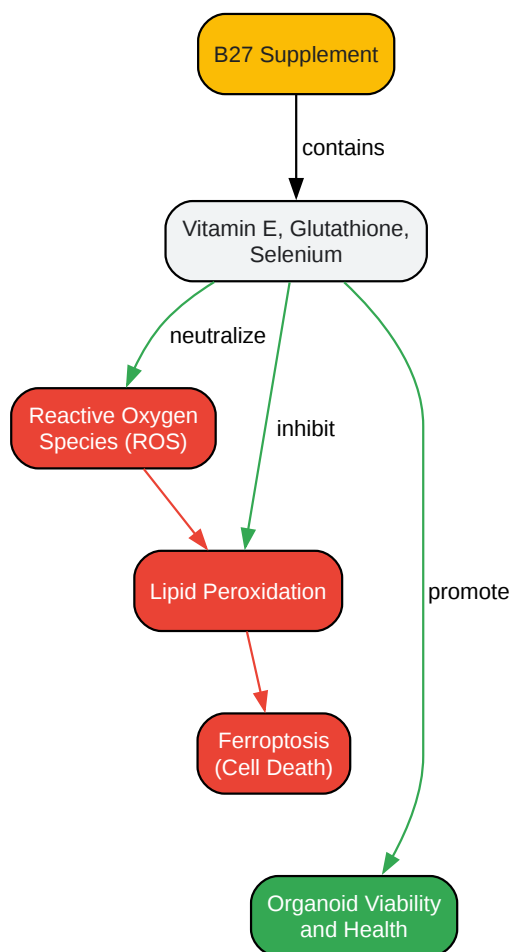 B27 Supplement
contains
Vitamin E, Glutathione,
Selenium
neutralize
Reactive Oxygen
Species (ROS)
inhibit
Lipid Peroxidation
promote
Ferroptosis
(Cell Death)
Organoid Viability
and Health